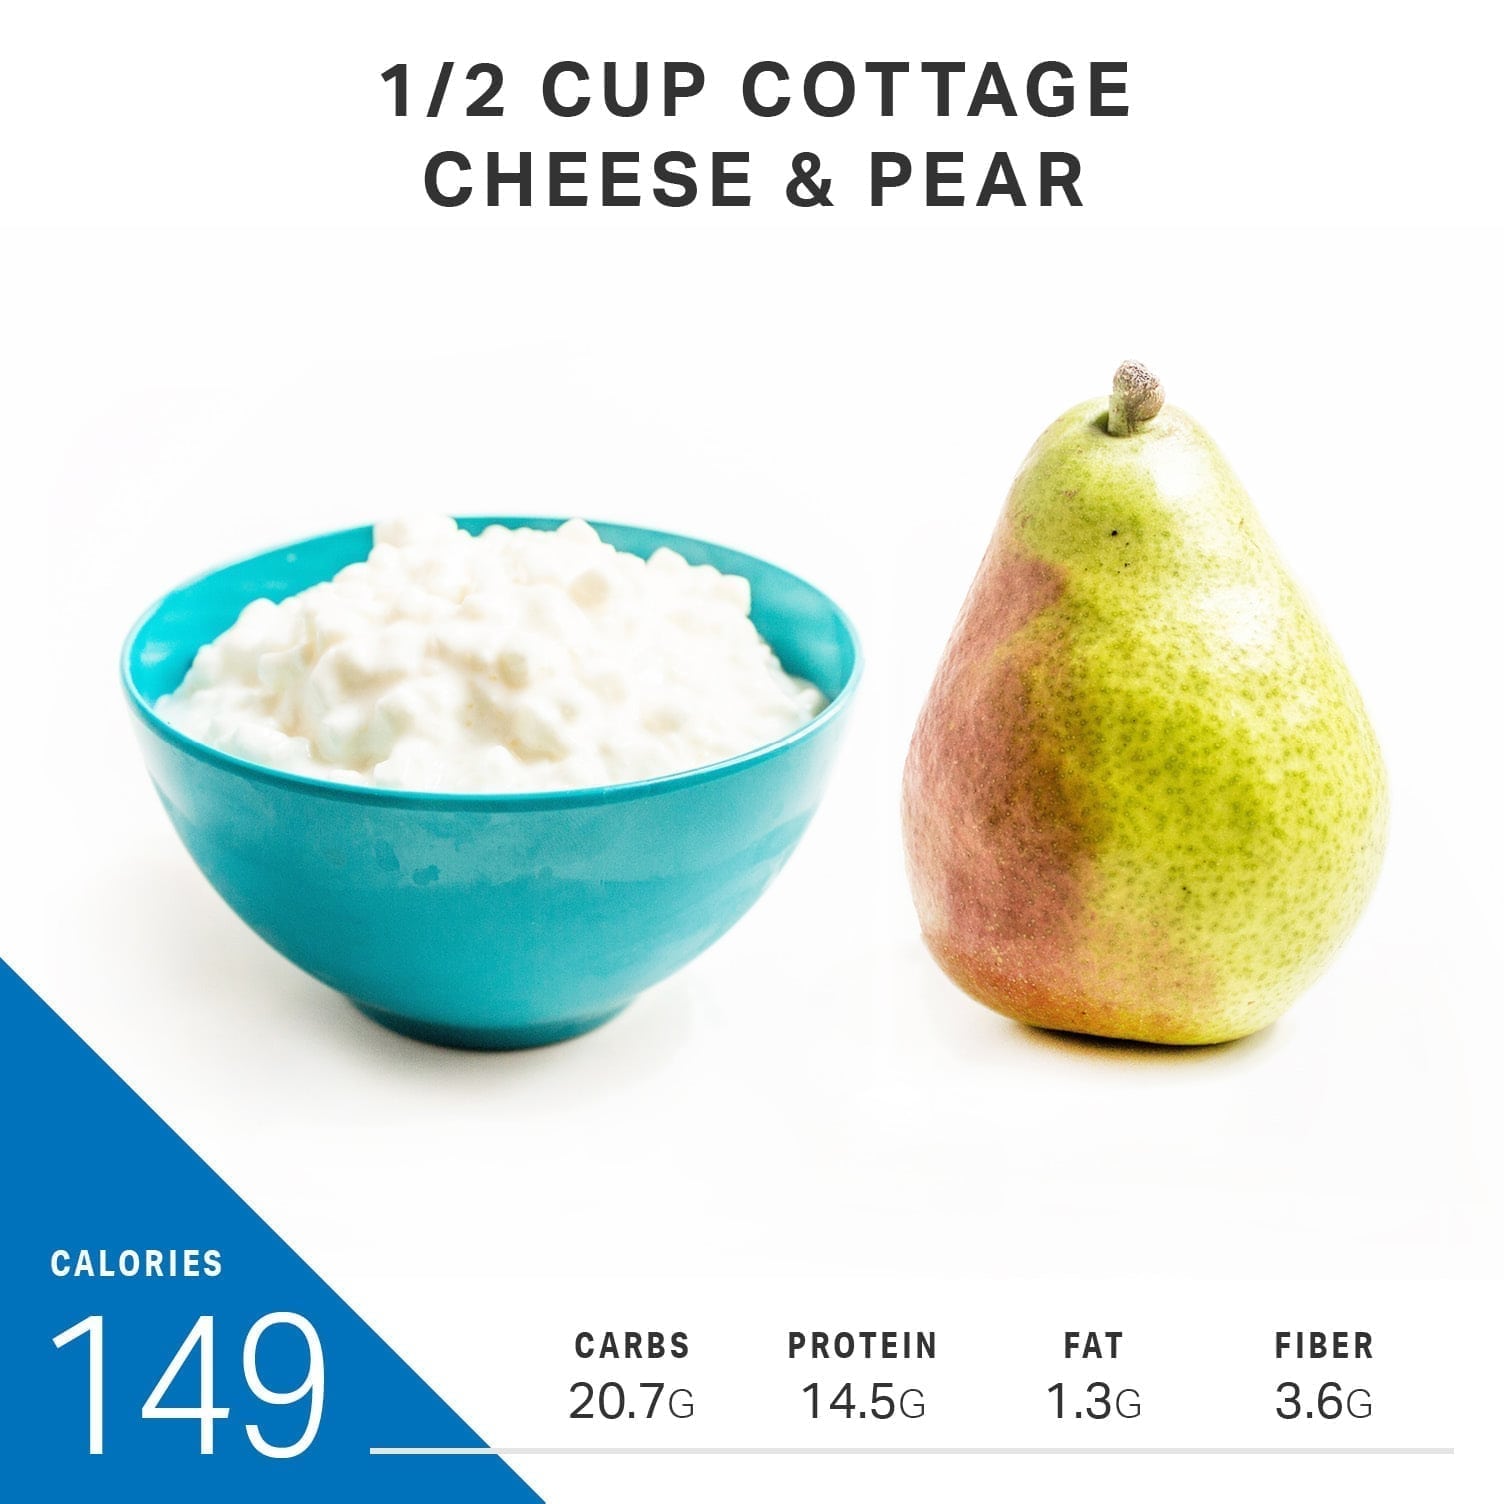 1/2 CUP COTTAGE
CHEESE & PEAR
CALORIES
149
CARBS PROTEIN FAT FIBER
20.7G 14.5G 1.3G 3.6G